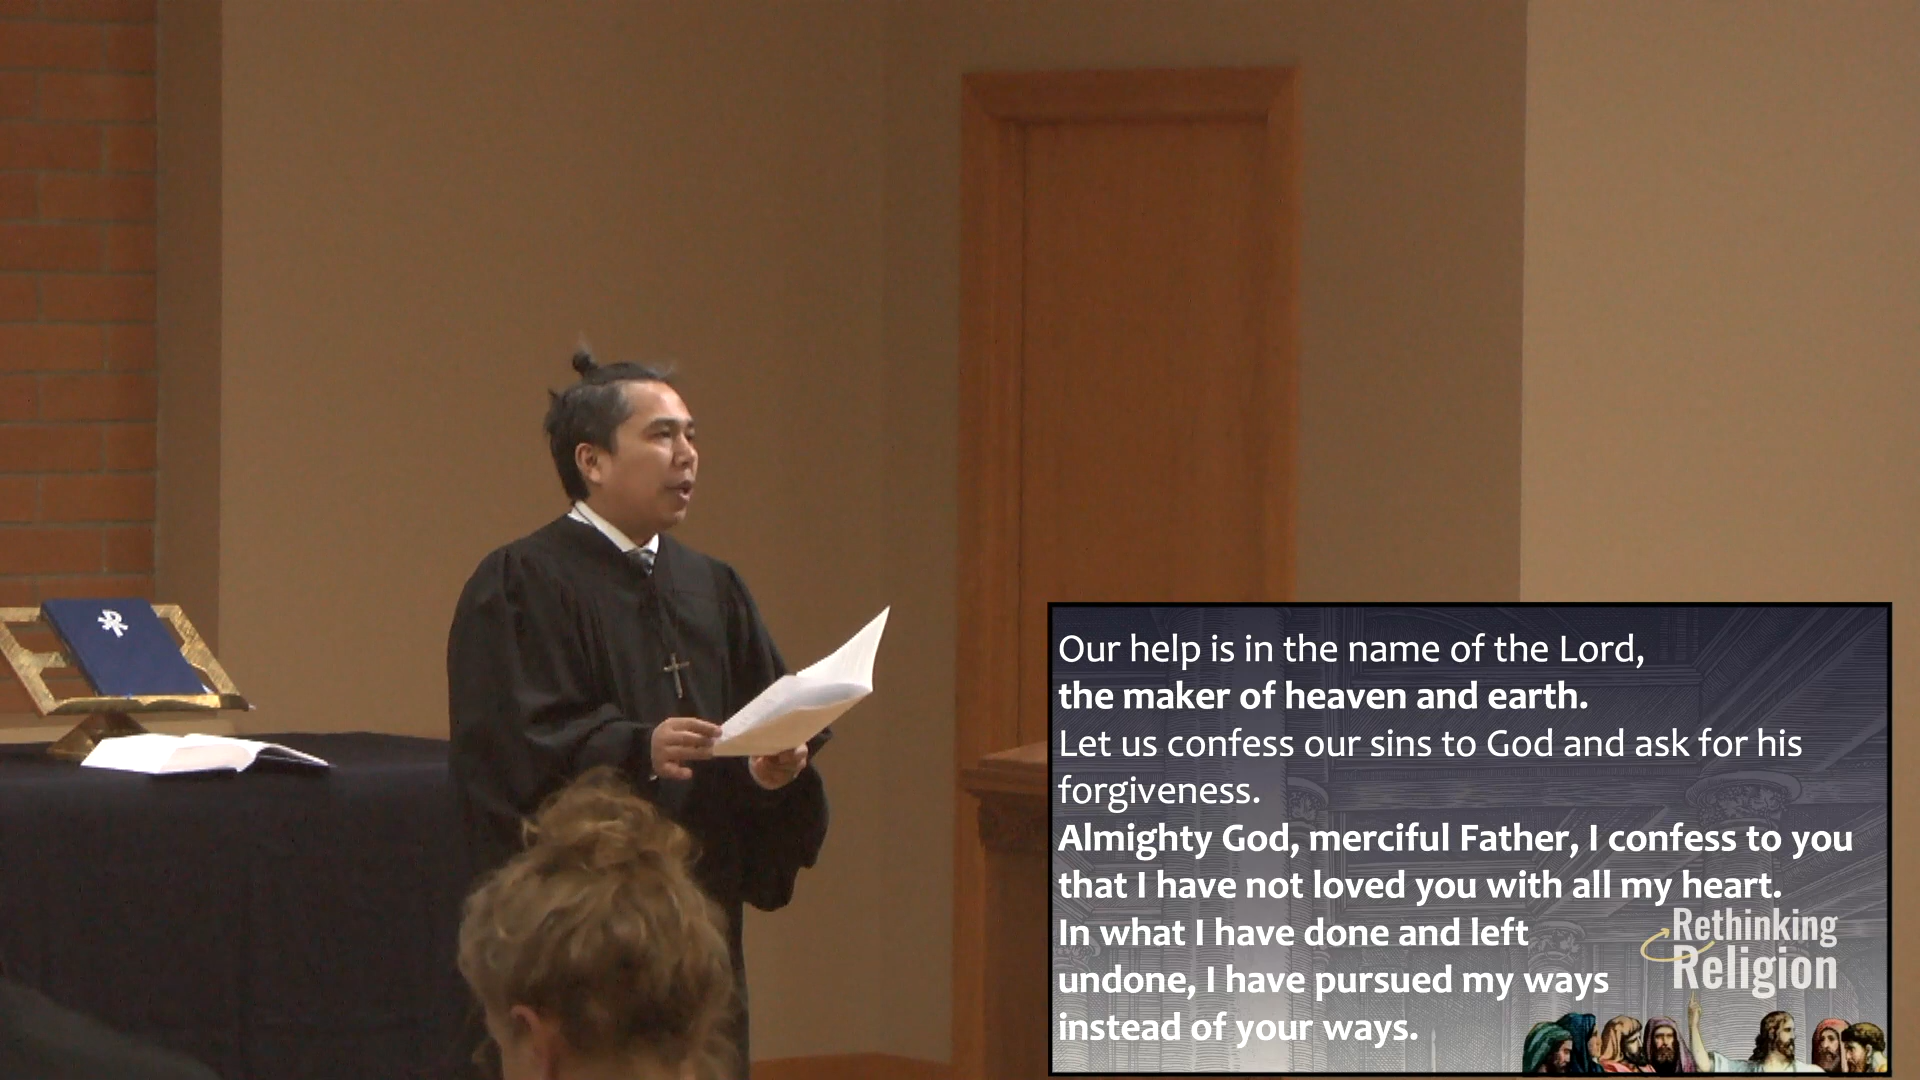 Our help is in the name of the Lord,
the maker of heaven and earth.
Let us confess our sins to God and ask for his
forgiveness.
Almighty God, merciful Father, I confess to you
that I have not loved you with all my heart.
In what I have done and left
undone, I have pursued my ways
instead of your ways.
Rethinking
Religion